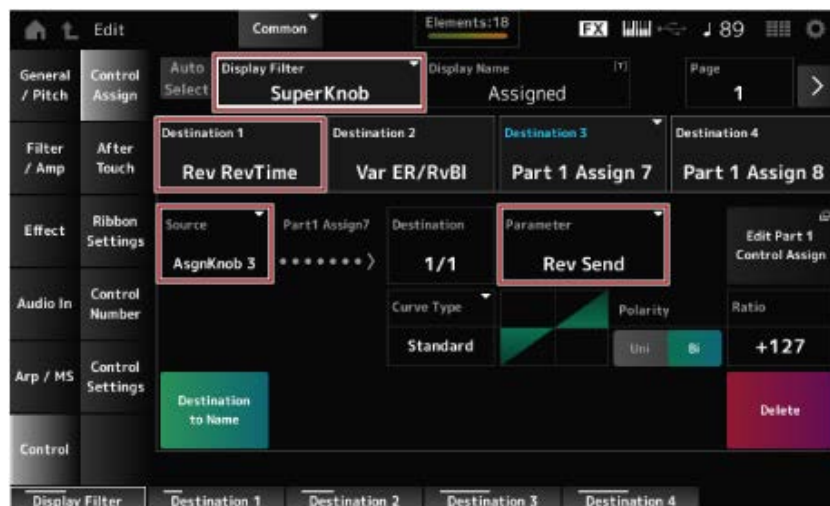 Edit
Common
Elements:18
FX
♩ 89
General / Pitch
Control Assign
Auto Select
Display Filter
SuperKnob
Display Name
Assigned
[T]
Page
1
Filter / Amp
After Touch
Destination 1
Rev RevTime
Destination 2
Var ER/RvBl
Destination 3
Part 1 Assign 7
Destination 4
Part 1 Assign 8
Effect
Ribbon Settings
Source
AsgnKnob 3
Part1 Assign7
Destination
1/1
Parameter
Rev Send
Edit Part 1
Control Assign
Audio In
Control Number
Curve Type
Standard
Polarity
Uni
Bi
Ratio
+127
Arp / MS
Control Settings
Destination
to Name
Delete
Control
Display Filter
Destination 1
Destination 2
Destination 3
Destination 4